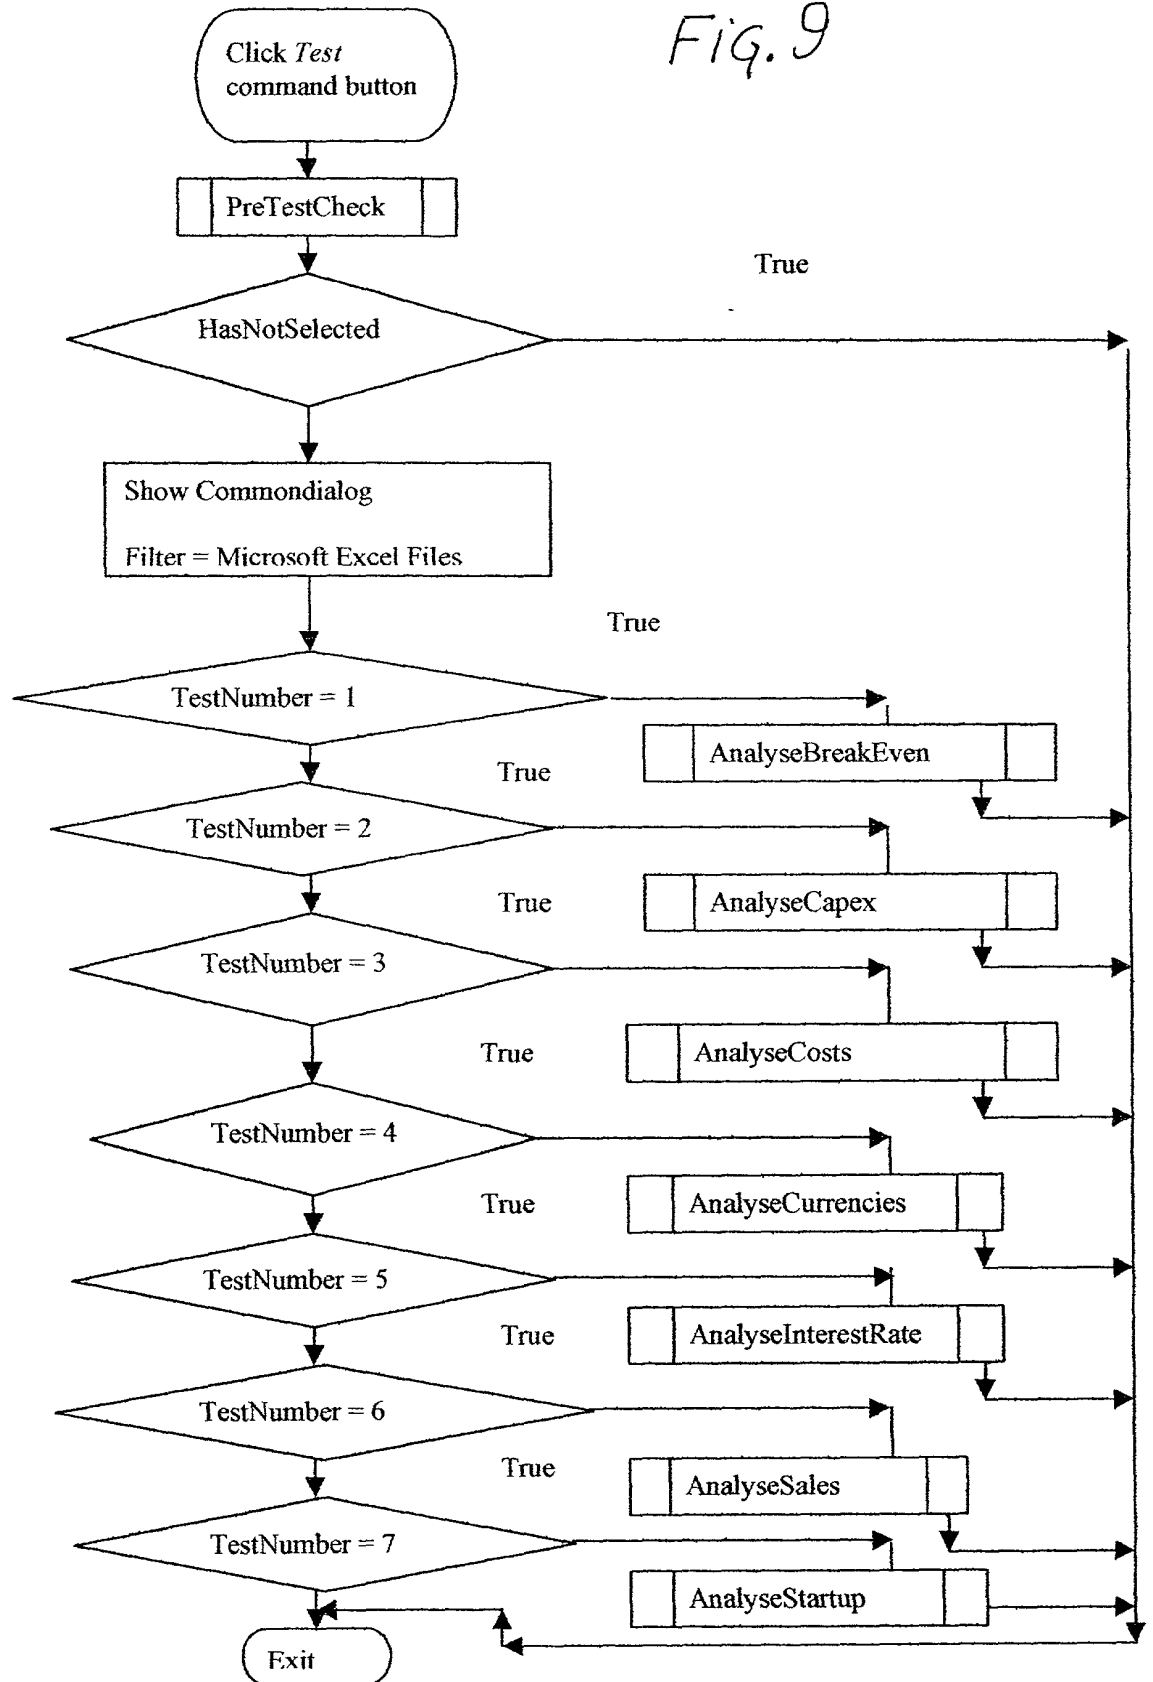 Fig. 9
Click Test
command button
PreTestCheck
True
HasNotSelected
Show Commondialog
Filter = Microsoft Excel Files
True
TestNumber = 1
AnalyseBreakEven
True
TestNumber = 2
AnalyseCapex
True
TestNumber = 3
AnalyseCosts
True
TestNumber = 4
AnalyseCurrencies
True
TestNumber = 5
AnalyseInterestRate
True
TestNumber = 6
AnalyseSales
True
TestNumber = 7
AnalyseStartup
Exit